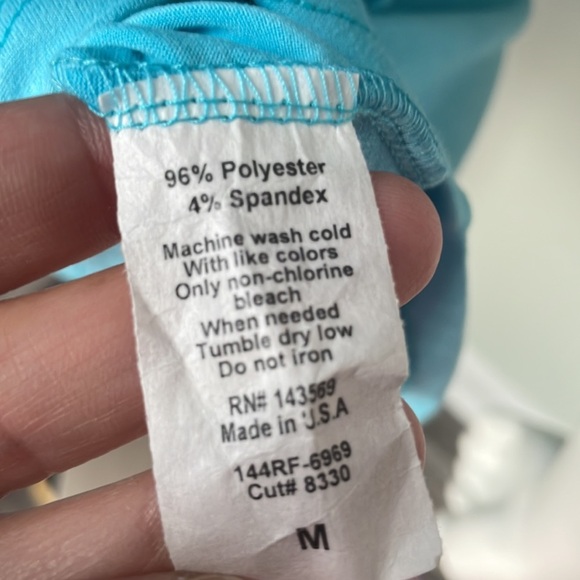 96% Polyester
4% Spandex
Machine wash cold
With like colors
Only non-chlorine
bleach
When needed
Tumble dry low
Do not iron
RN# 143569
Made in U.S.A
144RF-6969
Cut# 8330
M